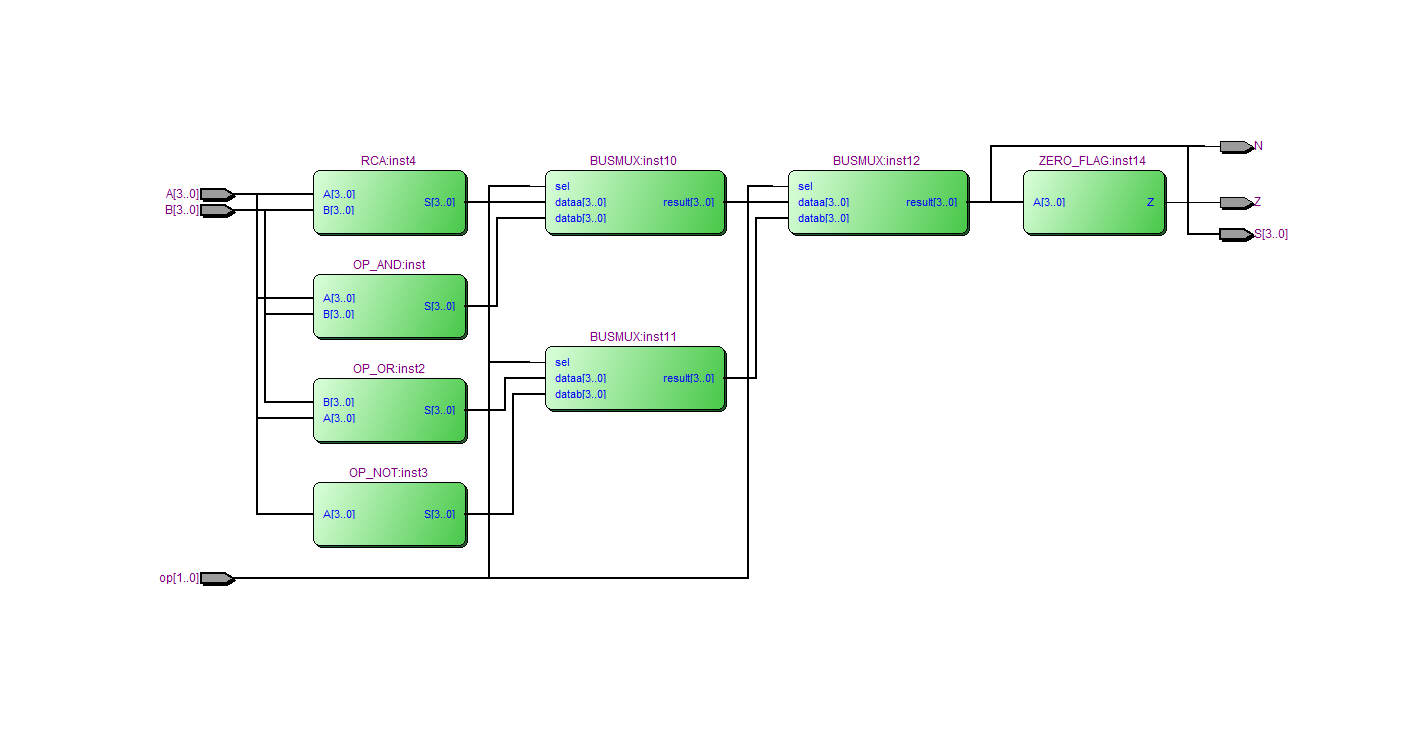 A[3..0]
B[3..0]
op[1..0]
RCA:inst4
A[3..0]
B[3..0]
S[3..0]
OP_AND:inst
A[3..0]
B[3..0]
S[3..0]
OP_OR:inst2
B[3..0]
A[3..0]
S[3..0]
OP_NOT:inst3
A[3..0]
S[3..0]
BUSMUX:inst10
sel
dataa[3..0]
datab[3..0]
result[3..0]
BUSMUX:inst11
sel
dataa[3..0]
datab[3..0]
result[3..0]
BUSMUX:inst12
sel
dataa[3..0]
datab[3..0]
result[3..0]
ZERO_FLAG:inst14
A[3..0]
Z
N
Z
S[3..0]